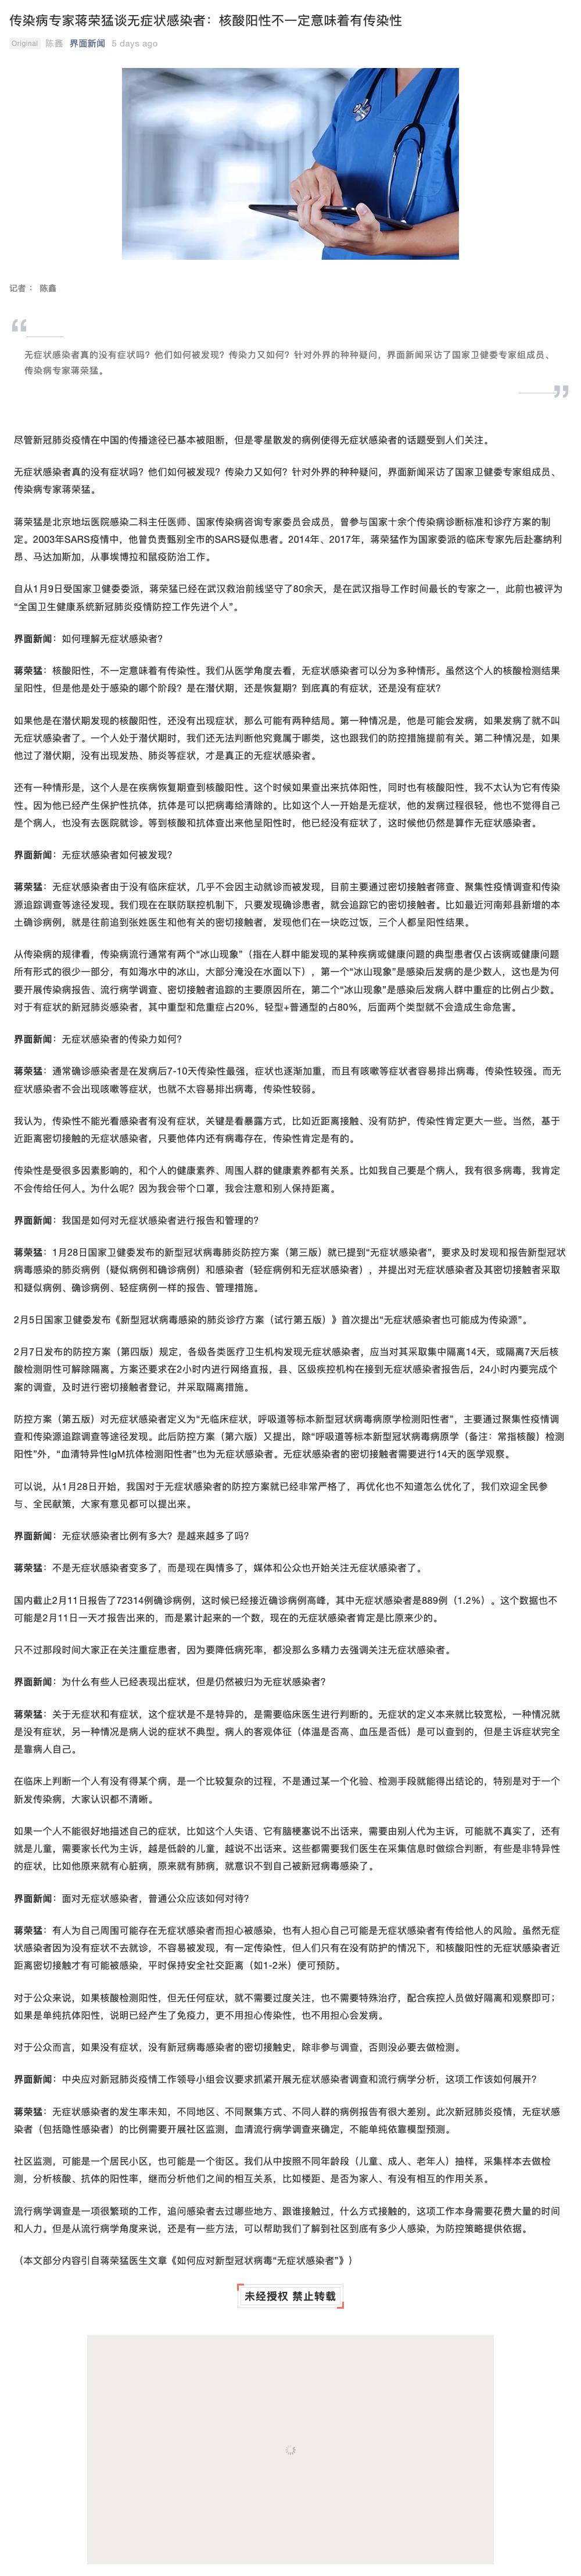 传染病专家蒋荣猛谈无症状感染者：核酸阳性不一定意味着有传染性
Original 陈鑫 界面新闻 5 days ago
记者： 陈鑫
无症状感染者真的没有症状吗？他们如何被发现？传染力又如何？针对外界的种种疑问，界面新闻采访了国家卫健委专家组成员、
传染病专家蒋荣猛。
尽管新冠肺炎疫情在中国的传播途径已基本被阻断，但是零星散发的病例使得无症状感染者的话题受到人们关注。
无症状感染者真的没有症状吗？他们如何被发现？传染力又如何？针对外界的种种疑问，界面新闻采访了国家卫健委专家组成员、
传染病专家蒋荣猛。
蒋荣猛是北京地坛医院感染二科主任医师、国家传染病咨询专家委员会成员，曾参与国家十余个传染病诊断标准和诊疗方案的制
定。2003年SARS疫情中，他曾负责甄别全市的SARS疑似患者。2014年、2017年，蒋荣猛作为国家委派的临床专家先后赴塞纳利
昂、马达加斯加，从事埃博拉和鼠疫防治工作。
自从1月9日受国家卫健委委派，蒋荣猛已经在武汉救治前线坚守了80余天，是在武汉指导工作时间最长的专家之一，此前也被评为
“全国卫生健康系统新冠肺炎疫情防控工作先进个人”。
界面新闻：如何理解无症状感染者？
蒋荣猛：核酸阳性，不一定意味着有传染性。我们从医学角度去看，无症状感染者可以分为多种情形。虽然这个人的核酸检测结果
呈阳性，但是他是处于感染的哪个阶段？是在潜伏期，还是恢复期？到底真的有症状，还是没有症状？
如果他是在潜伏期发现的核酸阳性，还没有出现症状，那么可能有两种结局。第一种情况是，他是可能会发病，如果发病了就不叫
无症状感染者了。一个人处于潜伏期时，我们还无法判断他究竟属于哪类，这也跟我们的防控措施提前有关。第二种情况是，如果
他过了潜伏期，没有出现发热、肺炎等症状，才是真正的无症状感染者。
还有一种情形是，这个人是在疾病恢复期查到核酸阳性。这个时候如果查出来抗体阳性，同时也有核酸阳性，我不太认为它有传染
性。因为他已经产生保护性抗体，抗体是可以把病毒给清除的。比如这个人一开始是无症状，他的发病过程很轻，他也不觉得自己
是个病人，也没有去医院就诊。等到核酸和抗体查出来他呈阳性时，他已经没有症状了，这时候他仍然是算作无症状感染者。
界面新闻：无症状感染者如何被发现？
蒋荣猛：无症状感染者由于没有临床症状，几乎不会因主动就诊而被发现，目前主要通过密切接触者筛查、聚集性疫情调查和传染
源追踪调查等途径发现。我们现在在联防联控机制下，只要发现确诊患者，就会追踪它的密切接触者。比如最近河南郏县新增的本
土确诊病例，就是往前追到张姓医生和他有关的密切接触者，发现他们在一块吃过饭，三个人都呈阳性结果。
从传染病的规律看，传染病流行通常有两个“冰山现象”（指在人群中能发现的某种疾病或健康问题的典型患者仅占该病或健康问题
所有形式的很少一部分，有如海水中的冰山，大部分淹没在水面以下），第一个“冰山现象”是感染后发病的是少数人，这也是为何
要开展传染病报告、流行病学调查、密切接触者追踪的主要原因所在，第二个“冰山现象”是感染后发病人群中重症的比例占少数。
对于有症状的新冠肺炎感染者，其中重型和危重症占20%，轻型+普通型的占80%，后面两个类型就不会造成生命危害。
界面新闻：无症状感染者的传染力如何？
蒋荣猛：通常确诊感染者是在发病后7-10天传染性最强，症状也逐渐加重，而且有咳嗽等症状者容易排出病毒，传染性较强。而无
症状感染者不会出现咳嗽等症状，也就不太容易排出病毒，传染性较弱。
我认为，传染性不能光看感染者有没有症状，关键是看暴露方式，比如近距离接触、没有防护，传染性肯定更大一些。当然，基于
近距离密切接触的无症状感染者，只要他体内还有病毒存在，传染性肯定是有的。
传染性是受很多因素影响的，和个人的健康素养、周围人群的健康素养都有关系。比如我自己要是个病人，我有很多病毒，我肯定
不会传给任何人。为什么呢？因为我会带个口罩，我会注意和别人保持距离。
界面新闻：我国是如何对无症状感染者进行报告和管理的？
蒋荣猛：1月28日国家卫健委发布的新型冠状病毒肺炎防控方案（第三版）就已提到“无症状感染者”，要求及时发现和报告新型冠状
病毒感染的肺炎病例（疑似病例和确诊病例）和感染者（轻症病例和无症状感染者），并提出对无症状感染者及其密切接触者采取
和疑似病例、确诊病例、轻症病例一样的报告、管理措施。
2月5日国家卫健委发布《新型冠状病毒感染的肺炎诊疗方案（试行第五版）》首次提出“无症状感染者也可能成为传染源”。
2月7日发布的防控方案（第四版）规定，各级各类医疗卫生机构发现无症状感染者，应当对其采取集中隔离14天，或隔离7天后核
酸检测阴性可解除隔离。方案还要求在2小时内进行网络直报，县、区级疾控机构在接到无症状感染者报告后，24小时内要完成个
案的调查，及时进行密切接触者登记，并采取隔离措施。
防控方案（第五版）对无症状感染者定义为“无临床症状，呼吸道等标本新型冠状病毒病原学检测阳性者”，主要通过聚集性疫情调
查和传染源追踪调查等途径发现。此后防控方案（第六版）又提出，除“呼吸道等标本新型冠状病毒病原学（备注：常指核酸）检测
阳性”外，“血清特异性IgM抗体检测阳性者”也为无症状感染者。无症状感染者的密切接触者需要进行14天的医学观察。
可以说，从1月28日开始，我国对于无症状感染者的防控方案就已经非常严格了，再优化也不知道怎么优化了，我们欢迎全民参
与、全民献策，大家有意见都可以提出来。
界面新闻：无症状感染者比例有多大？是越来越多了吗？
蒋荣猛：不是无症状感染者变多了，而是现在舆情多了，媒体和公众也开始关注无症状感染者了。
国内截止2月11日报告了72314例确诊病例，这时候已经接近确诊病例高峰，其中无症状感染者是889例（1.2%）。这个数据也不
可能是2月11日一天才报告出来的，而是累计起来的一个数，现在的无症状感染者肯定是比原来少的。
只不过那段时间大家正在关注重症患者，因为要降低病死率，都没那么多精力去强调关注无症状感染者。
界面新闻：为什么有些人已经表现出症状，但是仍然被归为无症状感染者？
蒋荣猛：关于无症状和有症状，这个症状是不是特异的，是需要临床医生进行判断的。无症状的定义本来就比较宽松，一种情况就
是没有症状，另一种情况是病人说的症状不典型。病人的客观体征（体温是否高、血压是否低）是可以查到的，但是主诉症状完全
是靠病人自己。
在临床上判断一个人有没有得某个病，是一个比较复杂的过程，不是通过某一个化验、检测手段就能得出结论的，特别是对于一个
新发传染病，大家认识都不清晰。
如果一个人不能很好地描述自己的症状，比如这个人失语、它有脑梗塞说不出话来，需要由别人代为主诉，可能就不真实了，还有
就是儿童，需要家长代为主诉，越是低龄的儿童，越说不出话来。这些都需要我们医生在采集信息时做综合判断，有些是非特异性
的症状，比如他原来就有心脏病，原来就有肺病，就意识不到自己被新冠病毒感染了。
界面新闻：面对无症状感染者，普通公众应该如何对待？
蒋荣猛：有人为自己周围可能存在无症状感染者而担心被感染，也有人担心自己可能是无症状感染者有传给他人的风险。虽然无症
状感染者因为没有症状不去就诊，不容易被发现，有一定传染性，但人们只有在没有防护的情况下，和核酸阳性的无症状感染者近
距离密切接触才有可能被感染，平时保持安全社交距离（如1-2米）便可预防。
对于公众来说，如果核酸检测阳性，但无任何症状，就不需要过度关注，也不需要特殊治疗，配合疾控人员做好隔离和观察即可；
如果是单纯抗体阳性，说明已经产生了免疫力，更不用担心传染性，也不用担心会发病。
对于公众而言，如果没有症状，没有新冠病毒感染者的密切接触史，除非参与调查，否则没必要去做检测。
界面新闻：中央应对新冠肺炎疫情工作领导小组会议要求抓紧开展无症状感染者调查和流行病学分析，这项工作该如何展开？
蒋荣猛：无症状感染者的发生率未知，不同地区、不同聚集方式、不同人群的病例报告有很大差别。此次新冠肺炎疫情，无症状感染
者（包括隐性感染者）的比例需要开展社区监测，血清流行病学调查来确定，不能单纯依靠模型预测。
社区监测，可能是一个居民小区，也可能是一个街区。我们从中按照不同年龄段（儿童、成人、老年人）抽样，采集样本去做检
测，分析核酸、抗体的阳性率，继而分析他们之间的相互关系，比如楼距、是否为家人、有没有相互的作用关系。
流行病学调查是一项很繁琐的工作，追问感染者去过哪些地方、跟谁接触过，什么方式接触的，这项工作本身需要花费大量的时间
和人力。但是从流行病学角度来说，还是有一些方法，可以帮助我们了解到社区到底有多少人感染，为防控策略提供依据。
（本文部分内容引自蒋荣猛医生文章《如何应对新型冠状病毒“无症状感染者”》）
未经授权 禁止转载